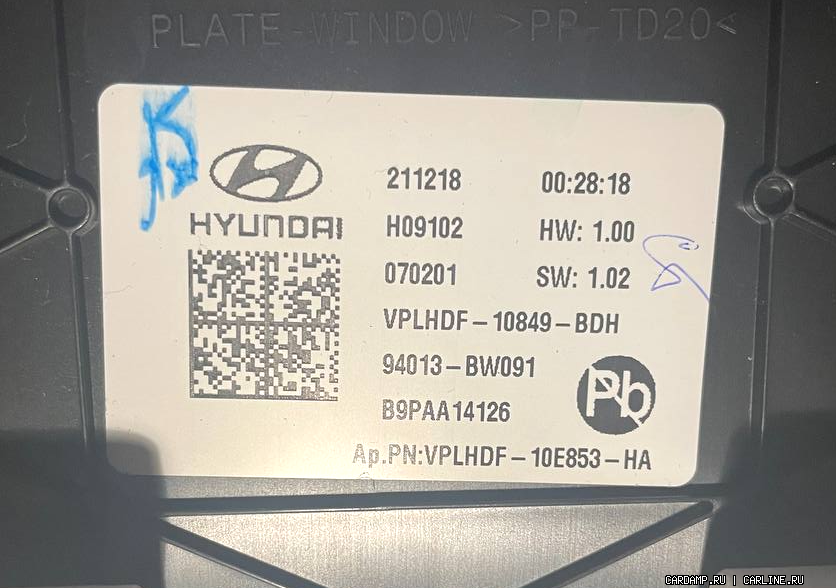 PLATE-WINDOW >PP-TD20<
HYUNDAI
211218 00:28:18
H09102 HW: 1.00
070201 SW: 1.02
VPLHDF-10849-BDH
94013-BW091
B9PAA14126
Pb
Ap.PN:VPLHDF-10E853-HA
CARDAMP.RU | CARLINE.RU